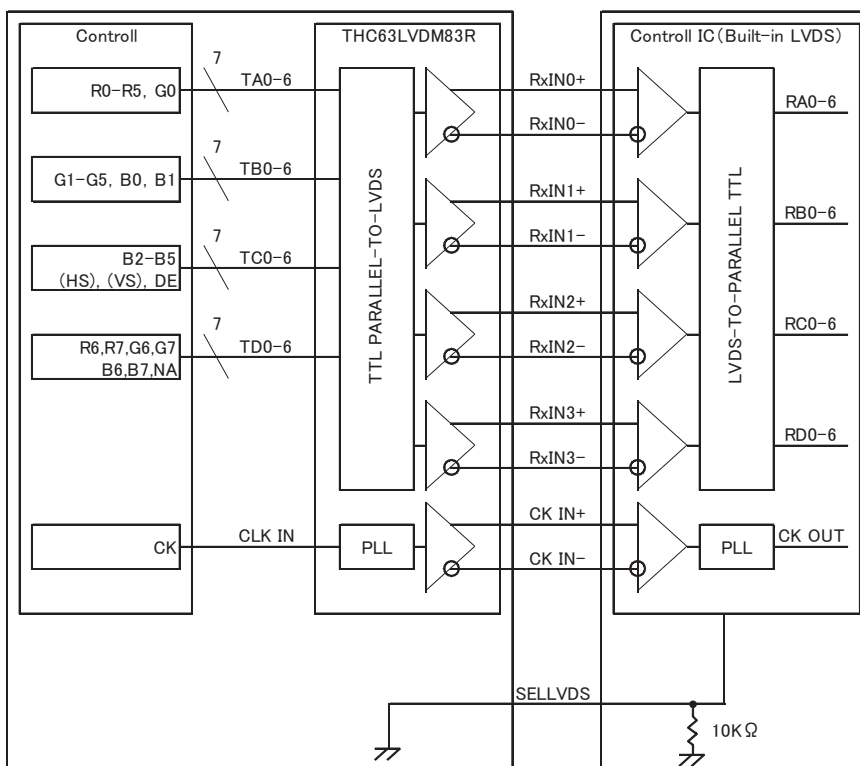 Controll
THC63LVDM83R
Controll IC(Built-in LVDS)
R0-R5, G0
7
TA0-6
RxIN0+
RxIN0-
RA0-6
G1-G5, B0, B1
7
TB0-6
RxIN1+
RxIN1-
RB0-6
B2-B5
(HS), (VS), DE
7
TC0-6
RxIN2+
RxIN2-
RC0-6
R6,R7,G6,G7
B6,B7,NA
7
TD0-6
RxIN3+
RxIN3-
RD0-6
TTL PARALLEL-TO-LVDS
LVDS-TO-PARALLEL TTL
CK
CLK IN
PLL
CK IN+
CK IN-
PLL
CK OUT
SELLVDS
10KΩ